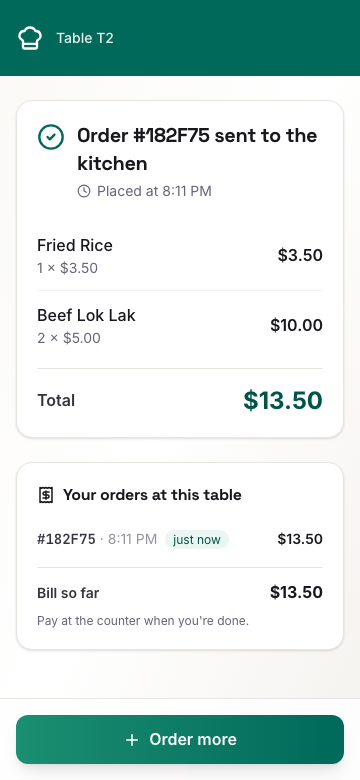 Table T2
Order #182F75 sent to the
kitchen
Placed at 8:11 PM
Fried Rice
$3.50
1 × $3.50
Beef Lok Lak
$10.00
2 × $5.00
Total
$13.50
Your orders at this table
#182F75 · 8:11 PM just now $13.50
Bill so far $13.50
Pay at the counter when you're done.
+ Order more